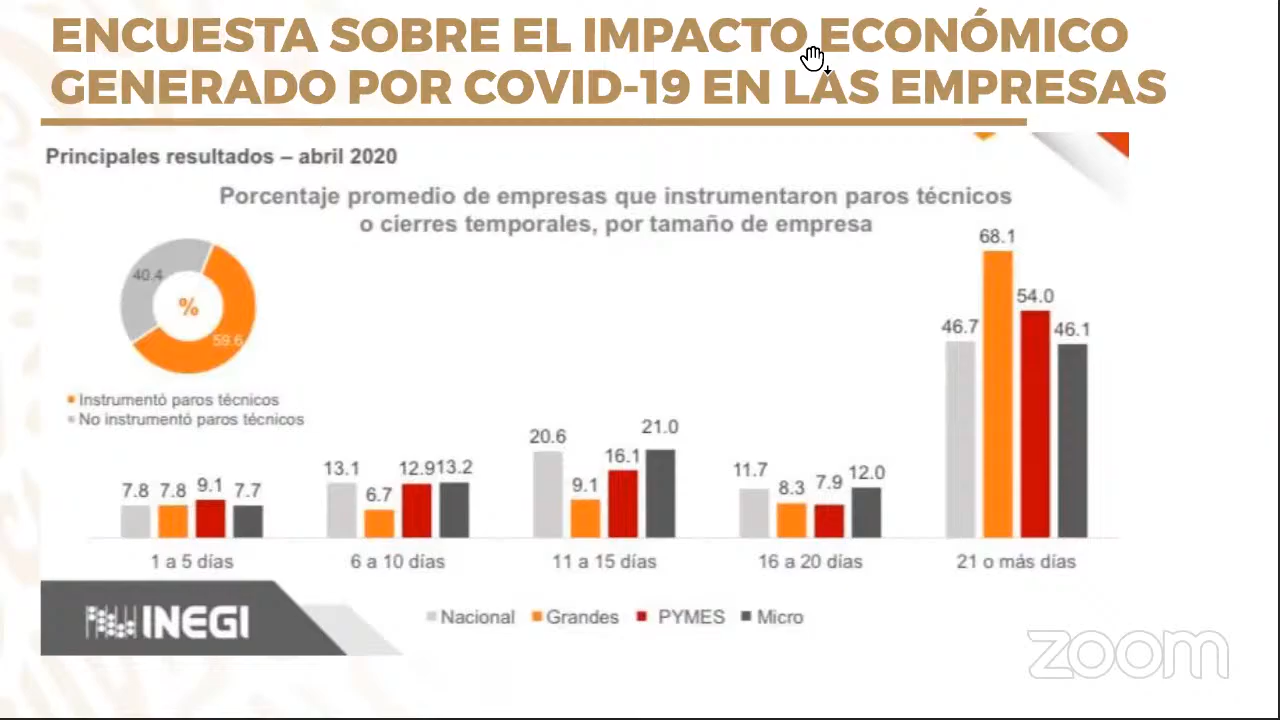 ENCUESTA SOBRE EL IMPACTO ECONÓMICO
GENERADO POR COVID-19 EN LAS EMPRESAS
Principales resultados – abril 2020
Porcentaje promedio de empresas que instrumentaron paros técnicos
o cierres temporales, por tamaño de empresa
40.4
%
59.6
Instrumentó paros técnicos
No instrumentó paros técnicos
7.8 7.8 9.1 7.7
13.1 6.7 12.9 13.2
20.6 9.1 16.1 21.0
11.7 8.3 7.9 12.0
46.7 68.1 54.0 46.1
1 a 5 días 6 a 10 días 11 a 15 días 16 a 20 días 21 o más días
Nacional Grandes PYMES Micro
INEGI
zoom